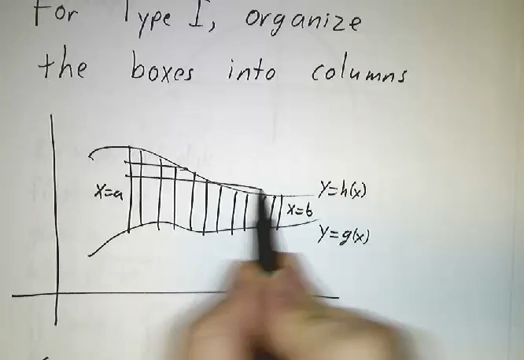 For Type I, organize
the boxes into columns
x=a
y=h(x)
x=b
y=g(x)